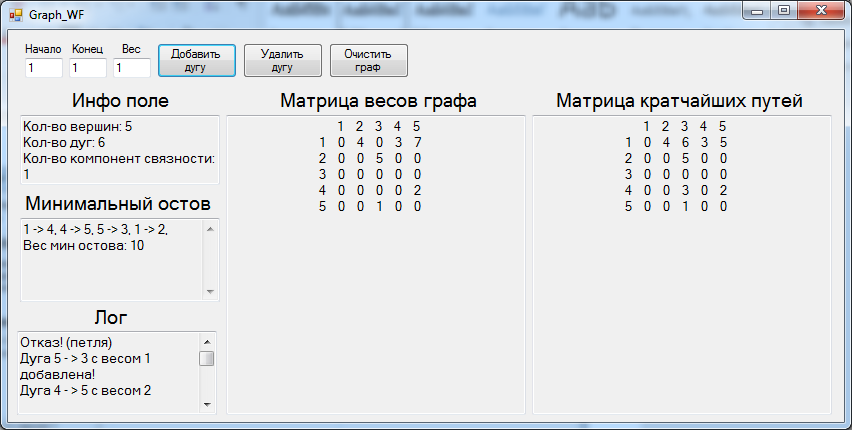 Graph_WF
Начало Конец Вес
1 1 1
Добавить
дугу
Удалить
дугу
Очистить
граф
Инфо поле
Кол-во вершин: 5
Кол-во дуг: 6
Кол-во компонент связности:
1
Минимальный остов
1 -> 4, 4 -> 5, 5 -> 3, 1 -> 2,
Вес мин остова: 10
Лог
Отказ! (петля)
Дуга 5 -> 3 с весом 1
добавлена!
Дуга 4 -> 5 с весом 2
Матрица весов графа
1 2 3 4 5
1 0 4 0 3 7
2 0 0 5 0 0
3 0 0 0 0 0
4 0 0 0 0 2
5 0 0 1 0 0
Матрица кратчайших путей
1 2 3 4 5
1 0 4 6 3 5
2 0 0 5 0 0
3 0 0 0 0 0
4 0 0 3 0 2
5 0 0 1 0 0